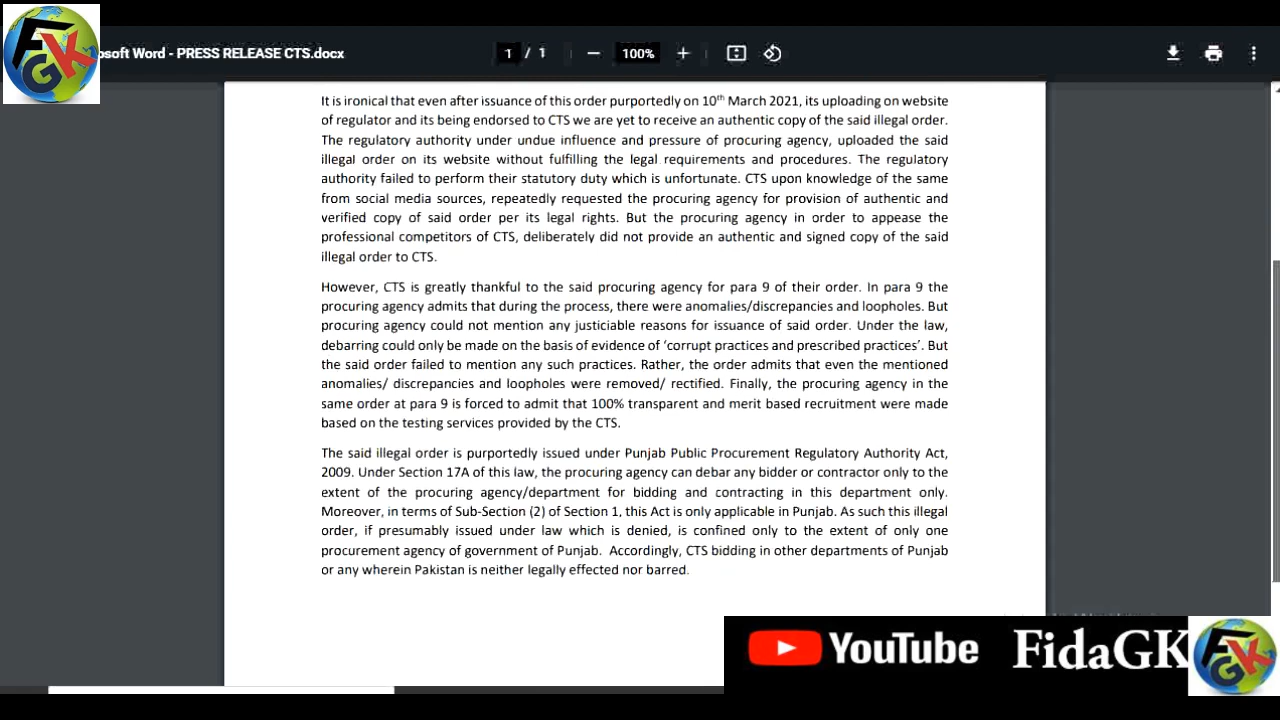 FGK
osoft Word - PRESS RELEASE CTS.docx
1 / 1
100%
It is ironical that even after issuance of this order purportedly on 10th March 2021, its uploading on website
of regulator and its being endorsed to CTS we are yet to receive an authentic copy of the said illegal order.
The regulatory authority under undue influence and pressure of procuring agency, uploaded the said
illegal order on its website without fulfilling the legal requirements and procedures. The regulatory
authority failed to perform their statutory duty which is unfortunate. CTS upon knowledge of the same
from social media sources, repeatedly requested the procuring agency for provision of authentic and
verified copy of said order per its legal rights. But the procuring agency in order to appease the
professional competitors of CTS, deliberately did not provide an authentic and signed copy of the said
illegal order to CTS.
However, CTS is greatly thankful to the said procuring agency for para 9 of their order. In para 9 the
procuring agency admits that during the process, there were anomalies/discrepancies and loopholes. But
procuring agency could not mention any justiciable reasons for issuance of said order. Under the law,
debarring could only be made on the basis of evidence of ‘corrupt practices and prescribed practices’. But
the said order failed to mention any such practices. Rather, the order admits that even the mentioned
anomalies/ discrepancies and loopholes were removed/ rectified. Finally, the procuring agency in the
same order at para 9 is forced to admit that 100% transparent and merit based recruitment were made
based on the testing services provided by the CTS.
The said illegal order is purportedly issued under Punjab Public Procurement Regulatory Authority Act,
2009. Under Section 17A of this law, the procuring agency can debar any bidder or contractor only to the
extent of the procuring agency/department for bidding and contracting in this department only.
Moreover, in terms of Sub-Section (2) of Section 1, this Act is only applicable in Punjab. As such this illegal
order, if presumably issued under law which is denied, is confined only to the extent of only one
procurement agency of government of Punjab. Accordingly, CTS bidding in other departments of Punjab
or any wherein Pakistan is neither legally effected nor barred.
YouTube FidaGK
FGK